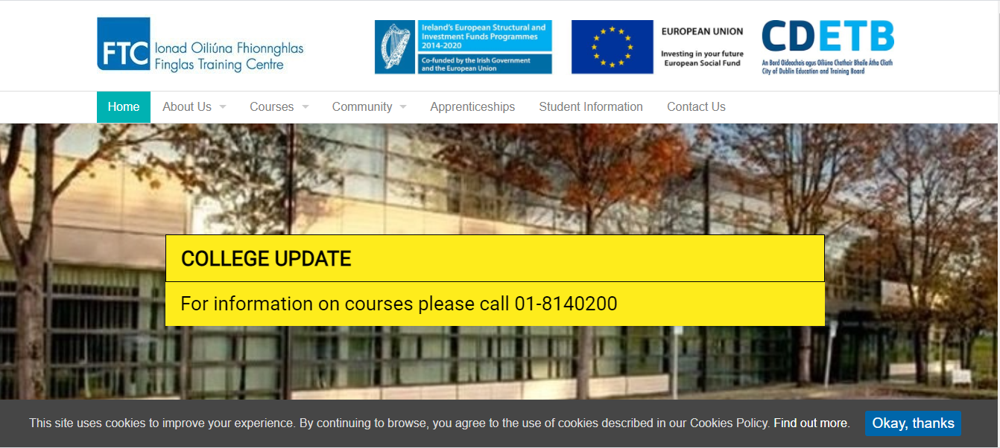 FTC
Ionad Oiliúna Fhionnghlas
Finglas Training Centre
Ireland's European Structural and
Investment Funds Programmes
2014-2020
Co-funded by the Irish Government
and the European Union
EUROPEAN UNION
Investing in your future
European Social Fund
CDETB
An Bord Oideachais agus Oiliúna Chathair Bhaile Átha Cliath
City of Dublin Education and Training Board
Home About Us Courses Community Apprenticeships Student Information Contact Us
COLLEGE UPDATE
For information on courses please call 01-8140200
This site uses cookies to improve your experience. By continuing to browse, you agree to the use of cookies described in our Cookies Policy. Find out more. Okay, thanks